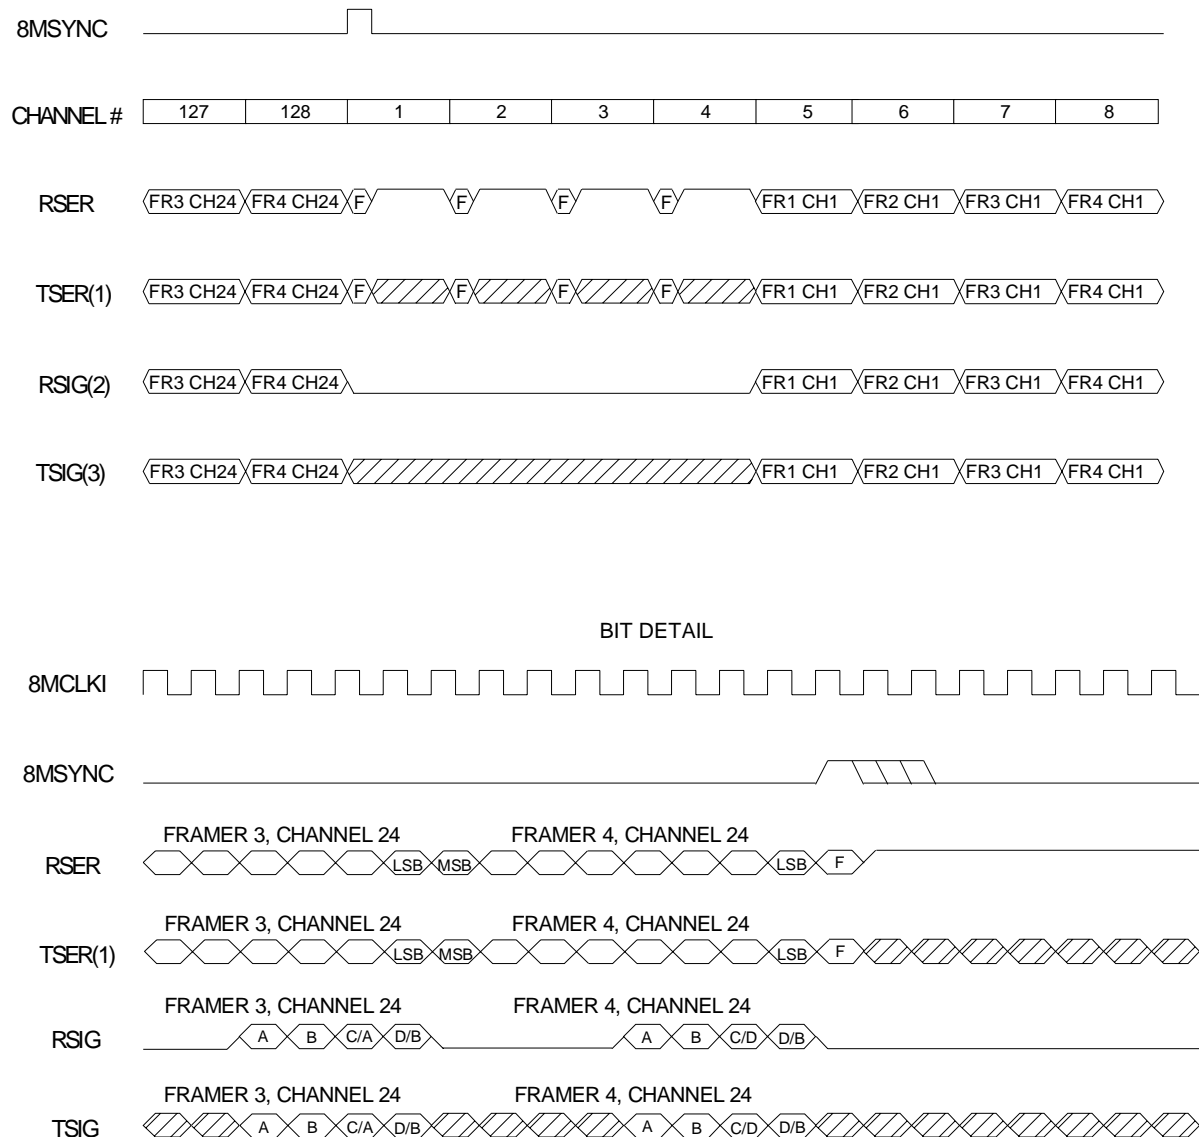 8MSYNC
CHANNEL # 127 128 1 2 3 4 5 6 7 8
RSER FR3 CH24 FR4 CH24 F F F F FR1 CH1 FR2 CH1 FR3 CH1 FR4 CH1
TSER(1) FR3 CH24 FR4 CH24 F F F F FR1 CH1 FR2 CH1 FR3 CH1 FR4 CH1
RSIG(2) FR3 CH24 FR4 CH24 FR1 CH1 FR2 CH1 FR3 CH1 FR4 CH1
TSIG(3) FR3 CH24 FR4 CH24 FR1 CH1 FR2 CH1 FR3 CH1 FR4 CH1
BIT DETAIL
8MCLKI
8MSYNC
FRAMER 3, CHANNEL 24 FRAMER 4, CHANNEL 24
RSER LSB MSB LSB F
FRAMER 3, CHANNEL 24 FRAMER 4, CHANNEL 24
TSER(1) LSB MSB LSB F
FRAMER 3, CHANNEL 24 FRAMER 4, CHANNEL 24
RSIG A B C/A D/B A B C/D D/B
FRAMER 3, CHANNEL 24 FRAMER 4, CHANNEL 24
TSIG A B C/A D/B A B C/D D/B